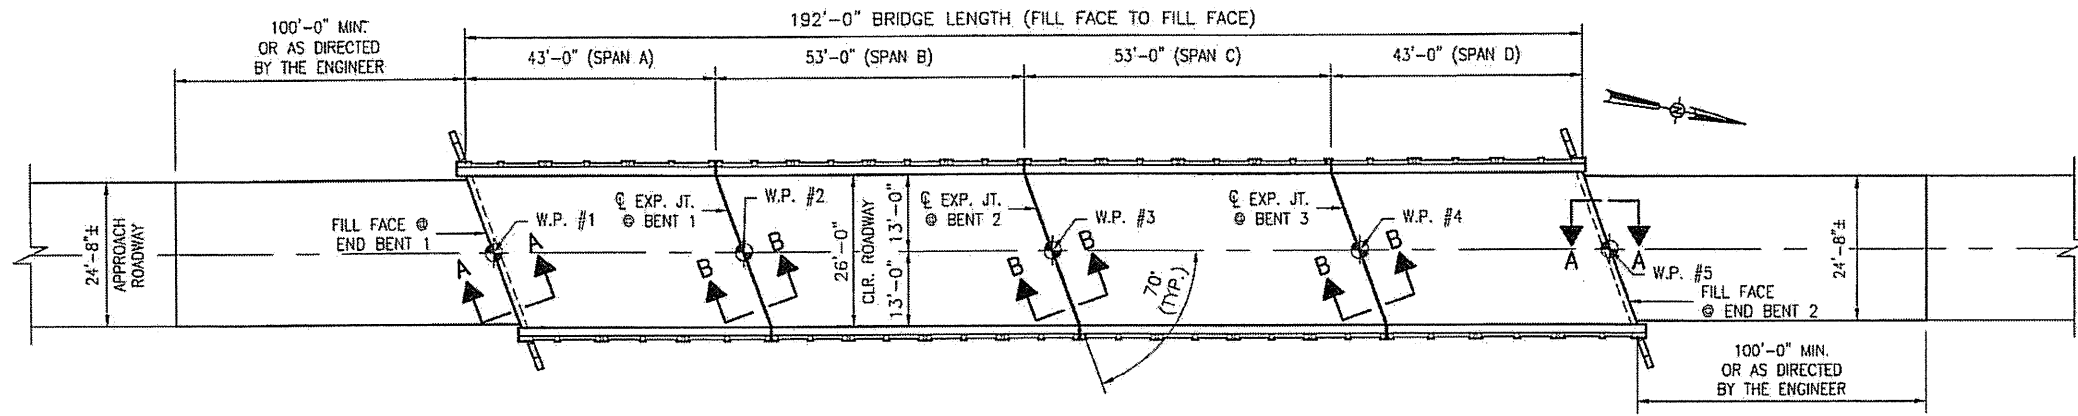 192'-0" BRIDGE LENGTH (FILL FACE TO FILL FACE)
100'-0" MIN.
OR AS DIRECTED
BY THE ENGINEER
43'-0" (SPAN A)
53'-0" (SPAN B)
53'-0" (SPAN C)
43'-0" (SPAN D)
N
24'-8"±
APPROACH
ROADWAY
FILL FACE @
END BENT 1
W.P. #1
A
A
℄ EXP. JT.
@ BENT 1
W.P. #2
B
B
26'-0"
CLR. ROADWAY
13'-0"
13'-0"
℄ EXP. JT.
@ BENT 2
W.P. #3
B
B
70°
(TYP.)
℄ EXP. JT.
@ BENT 3
W.P. #4
B
B
A
A
W.P. #5
FILL FACE
@ END BENT 2
24'-8"±
100'-0" MIN.
OR AS DIRECTED
BY THE ENGINEER